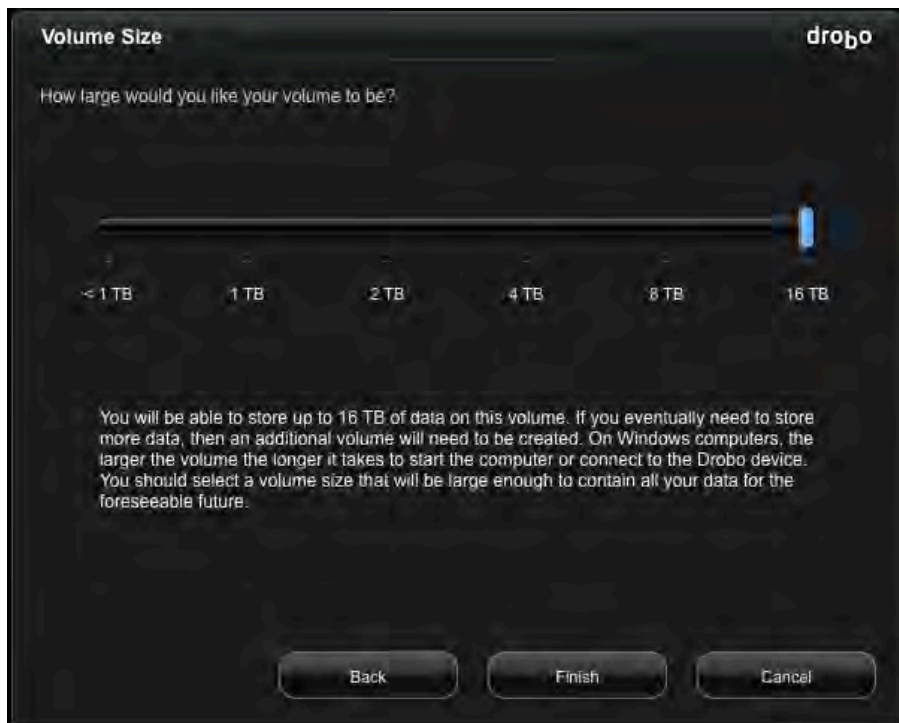 Volume Size
drobo
How large would you like your volume to be?
< 1 TB 1 TB 2 TB 4 TB 8 TB 16 TB
You will be able to store up to 16 TB of data on this volume. If you eventually need to store
more data, then an additional volume will need to be created. On Windows computers, the
larger the volume the longer it takes to start the computer or connect to the Drobo device.
You should select a volume size that will be large enough to contain all your data for the
foreseeable future.
Back Finish Cancel